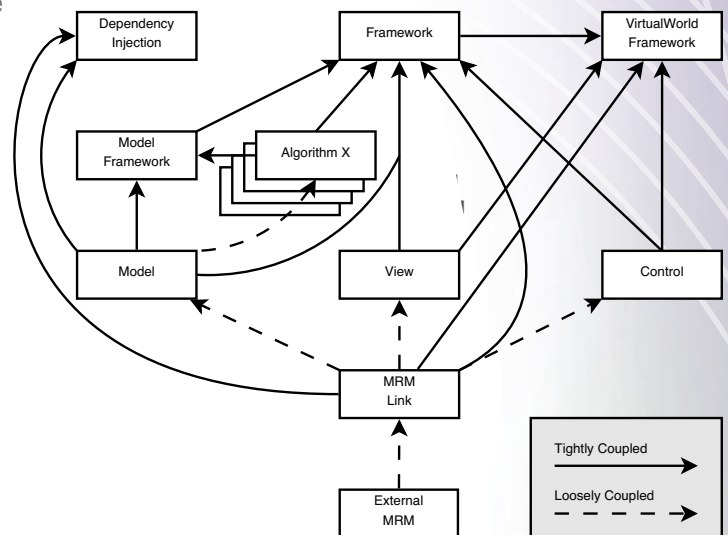 Dependency
Injection
Framework
VirtualWorld
Framework
Model
Framework
Algorithm X
Model
View
Control
MRM
Link
External
MRM
Tightly Coupled
Loosely Coupled